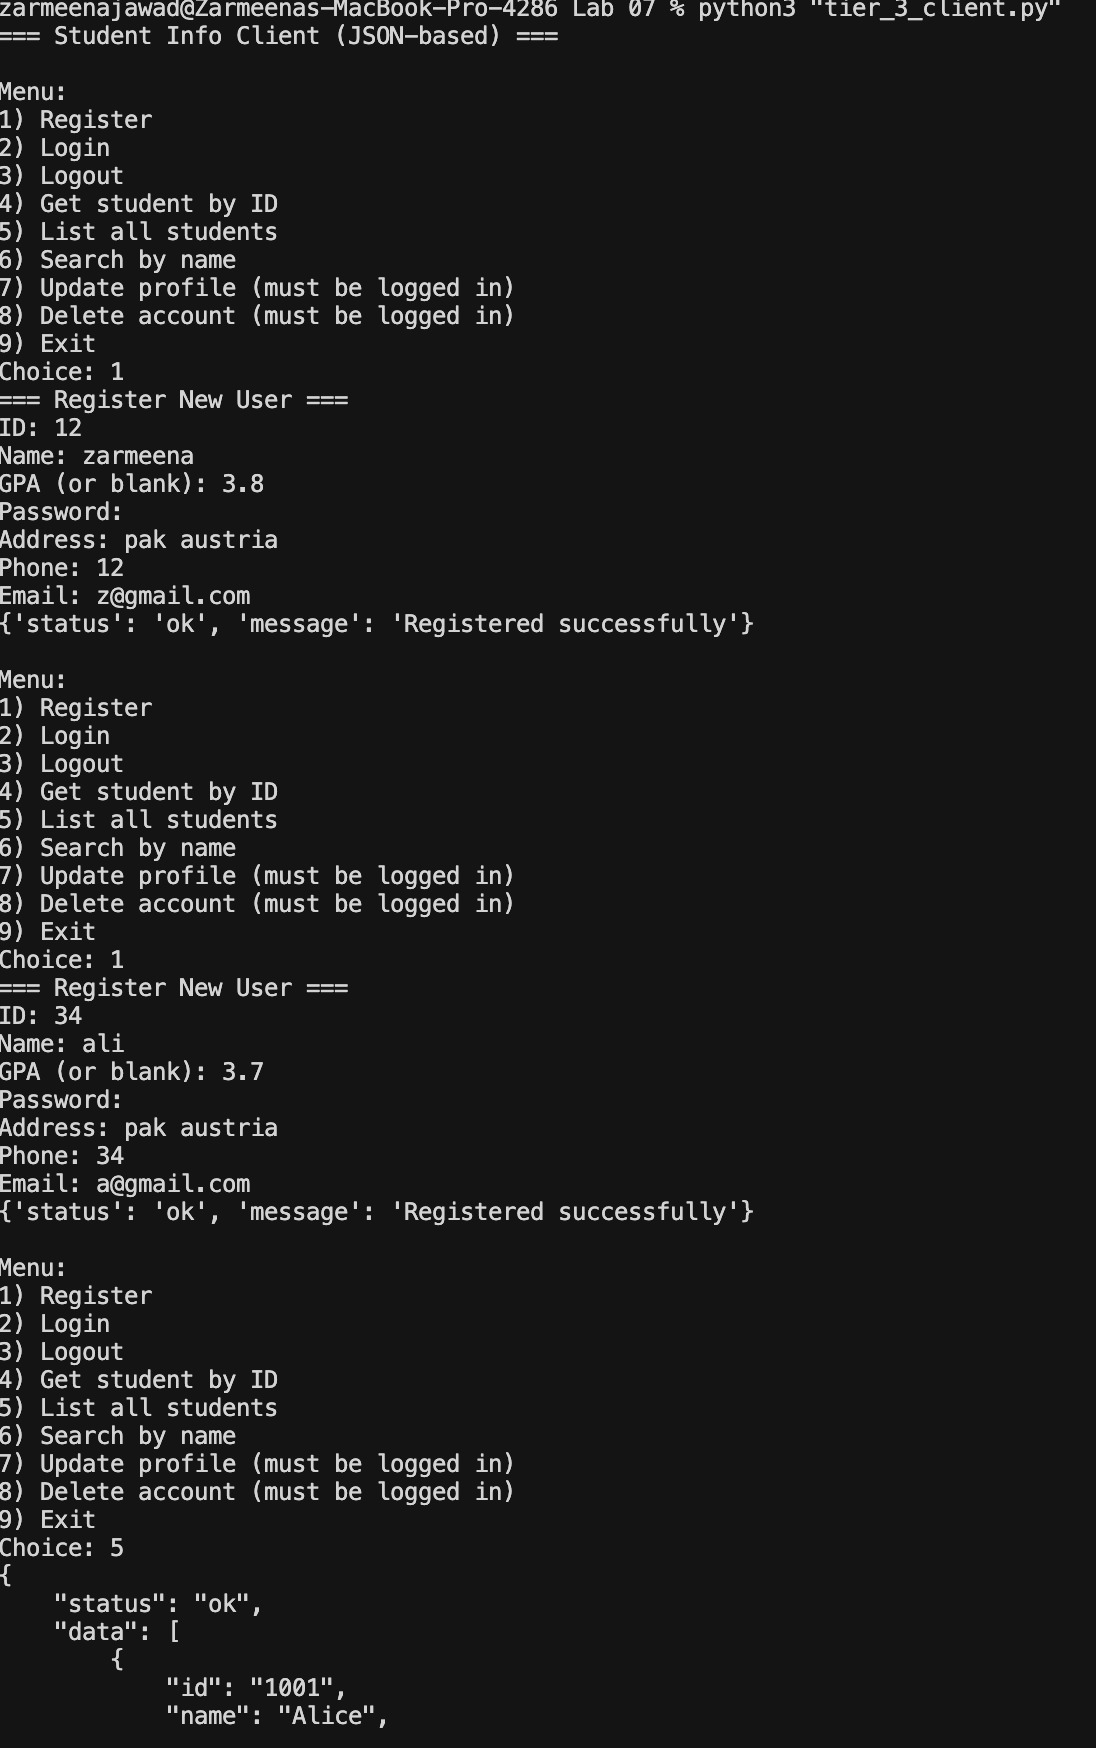 zarmeenajawad@Zarmeenas-MacBook-Pro-4286 Lab 07 % python3 "tier_3_client.py"
=== Student Info Client (JSON-based) ===
Menu:
1) Register
2) Login
3) Logout
4) Get student by ID
5) List all students
6) Search by name
7) Update profile (must be logged in)
8) Delete account (must be logged in)
9) Exit
Choice: 1
=== Register New User ===
ID: 12
Name: zarmeena
GPA (or blank): 3.8
Password:
Address: pak austria
Phone: 12
Email: z@gmail.com
{'status': 'ok', 'message': 'Registered successfully'}
Menu:
1) Register
2) Login
3) Logout
4) Get student by ID
5) List all students
6) Search by name
7) Update profile (must be logged in)
8) Delete account (must be logged in)
9) Exit
Choice: 1
=== Register New User ===
ID: 34
Name: ali
GPA (or blank): 3.7
Password:
Address: pak austria
Phone: 34
Email: a@gmail.com
{'status': 'ok', 'message': 'Registered successfully'}
Menu:
1) Register
2) Login
3) Logout
4) Get student by ID
5) List all students
6) Search by name
7) Update profile (must be logged in)
8) Delete account (must be logged in)
9) Exit
Choice: 5
{
    "status": "ok",
    "data": [
        {
            "id": "1001",
            "name": "Alice",